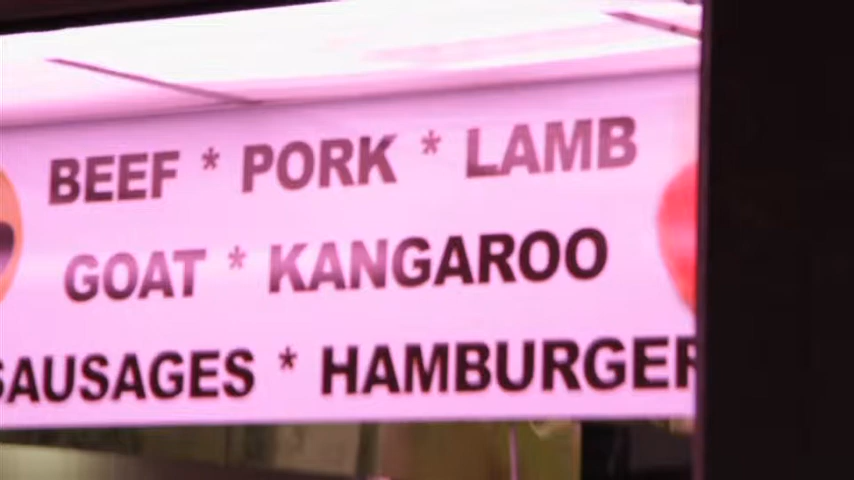 BEEF * PORK * LAMB
GOAT * KANGAROO
SAUSAGES * HAMBURGER